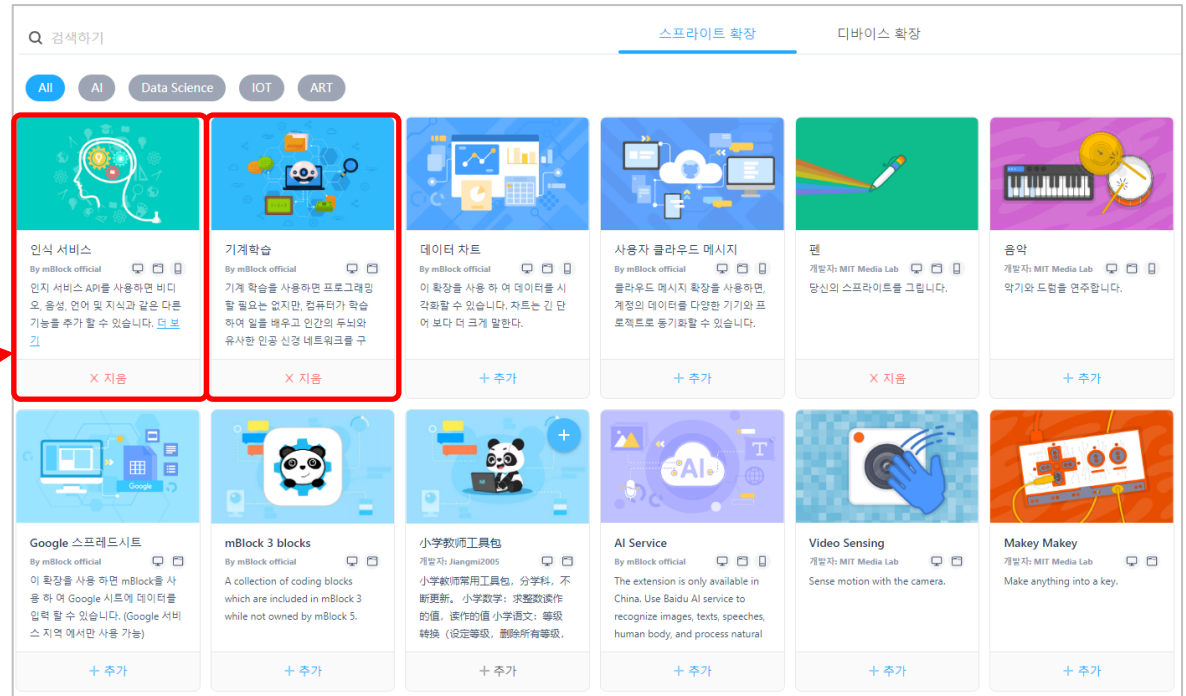 검색하기
스프라이트 확장
디바이스 확장
All
AI
Data Science
IOT
ART
인식 서비스
By mBlock official
인지 서비스 API를 사용하면 비디
오, 음성, 언어 및 지식과 같은 다른
기능을 추가 할 수 있습니다. 더 보
기
× 지움
기계학습
By mBlock official
기계 학습을 사용하면 프로그래밍
할 필요는 없지만, 컴퓨터가 학습
하여 일을 배우고 인간의 두뇌와
유사한 인공 신경 네트워크를 구
× 지움
데이터 차트
By mBlock official
이 확장을 사용 하 여 데이터를 시
각화할 수 있습니다. 차트는 긴 단
어 보다 더 크게 말한다.
+ 추가
사용자 클라우드 메시지
By mBlock official
클라우드 메시지 확장을 사용하면,
계정의 데이터를 다양한 기기와 프
로젝트로 동기화할 수 있습니다.
+ 추가
펜
개발자: MIT Media Lab
당신의 스프라이트를 그립니다.
× 지움
음악
개발자: MIT Media Lab
악기와 드럼을 연주합니다.
+ 추가
Google
Google 스프레드시트
By mBlock official
이 확장을 사용 하면 mBlock을 사
용 하 여 Google 시트에 데이터를
입력 할 수 있습니다. (Google 서비
스 지역 에서만 사용 가능)
+ 추가
mBlock 3 blocks
By mBlock official
A collection of coding blocks
which are included in mBlock 3
while not owned by mBlock 5.
+ 추가
小学教师工具包
개발자: Jiangmi2005
小学教师常用工具包，分学科，不
断更新。 小学数学：求整数读作
的值，读作的值 小学语文：等级
转换（设定等级，删除所有等级，
+ 추가
AI
T
AI Service
By mBlock official
The extension is only available in
China. Use Baidu AI service to
recognize images, texts, speeches,
human body, and process natural
+ 추가
Video Sensing
개발자: MIT Media Lab
Sense motion with the camera.
+ 추가
Makey Makey
개발자: MIT Media Lab
Make anything into a key.
+ 추가